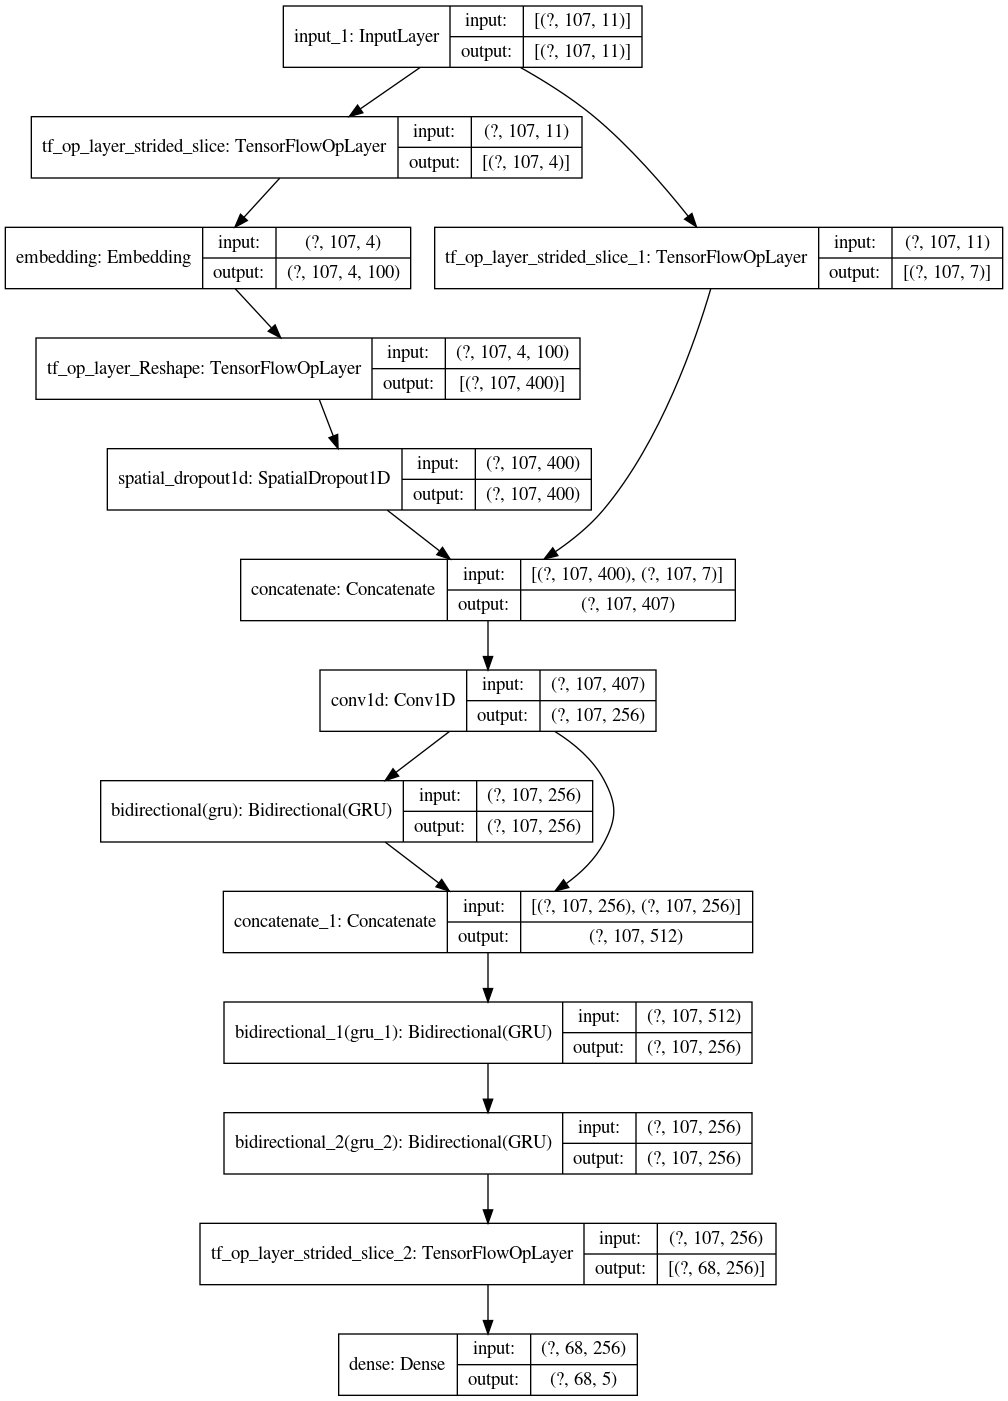 input_1: InputLayer
input:
[(?, 107, 11)]
output:
[(?, 107, 11)]
tf_op_layer_strided_slice: TensorFlowOpLayer
input:
(?, 107, 11)
output:
[(?, 107, 4)]
embedding: Embedding
input:
(?, 107, 4)
output:
(?, 107, 4, 100)
tf_op_layer_strided_slice_1: TensorFlowOpLayer
input:
(?, 107, 11)
output:
[(?, 107, 7)]
tf_op_layer_Reshape: TensorFlowOpLayer
input:
(?, 107, 4, 100)
output:
[(?, 107, 400)]
spatial_dropout1d: SpatialDropout1D
input:
(?, 107, 400)
output:
(?, 107, 400)
concatenate: Concatenate
input:
[(?, 107, 400), (?, 107, 7)]
output:
(?, 107, 407)
conv1d: Conv1D
input:
(?, 107, 407)
output:
(?, 107, 256)
bidirectional(gru): Bidirectional(GRU)
input:
(?, 107, 256)
output:
(?, 107, 256)
concatenate_1: Concatenate
input:
[(?, 107, 256), (?, 107, 256)]
output:
(?, 107, 512)
bidirectional_1(gru_1): Bidirectional(GRU)
input:
(?, 107, 512)
output:
(?, 107, 256)
bidirectional_2(gru_2): Bidirectional(GRU)
input:
(?, 107, 256)
output:
(?, 107, 256)
tf_op_layer_strided_slice_2: TensorFlowOpLayer
input:
(?, 107, 256)
output:
[(?, 68, 256)]
dense: Dense
input:
(?, 68, 256)
output:
(?, 68, 5)